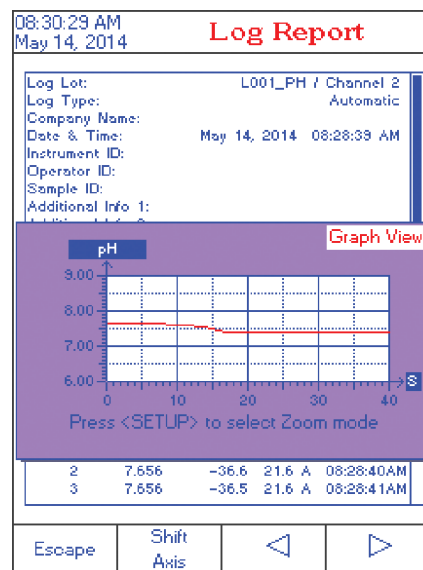 08:30:29 AM
May 14, 2014
Log Report
Log Lot: L001_PH / Channel 2
Log Type: Automatic
Company Name:
Date & Time: May 14, 2014 08:28:39 AM
Instrument ID:
Operator ID:
Sample ID:
Additional Info 1:
Graph View
pH
9.00
8.00
7.00
6.00
S
0 10 20 30 40
Press <SETUP> to select Zoom mode
2 7.656 -36.6 21.6 A 08:28:40AM
3 7.656 -36.5 21.6 A 08:28:41AM
Escape
Shift
Axis